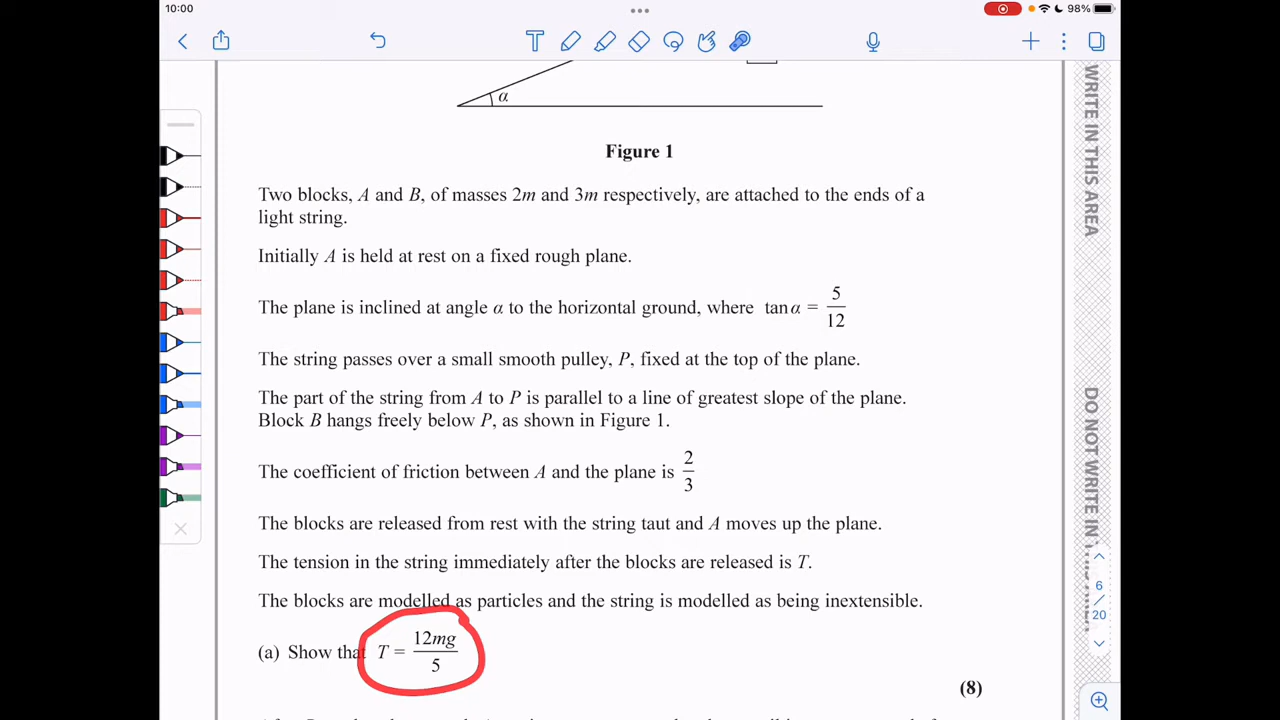 10:00
98%
α
Figure 1
WRITE IN THIS AREA
Two blocks, A and B, of masses 2m and 3m respectively, are attached to the ends of a
light string.
Initially A is held at rest on a fixed rough plane.
The plane is inclined at angle α to the horizontal ground, where tan α = 5/12
The string passes over a small smooth pulley, P, fixed at the top of the plane.
The part of the string from A to P is parallel to a line of greatest slope of the plane.
Block B hangs freely below P, as shown in Figure 1.
DO NOT WRITE IN
The coefficient of friction between A and the plane is 2/3
The blocks are released from rest with the string taut and A moves up the plane.
The tension in the string immediately after the blocks are released is T.
6
/
20
The blocks are modelled as particles and the string is modelled as being inextensible.
(a) Show that T = 12mg/5
(8)